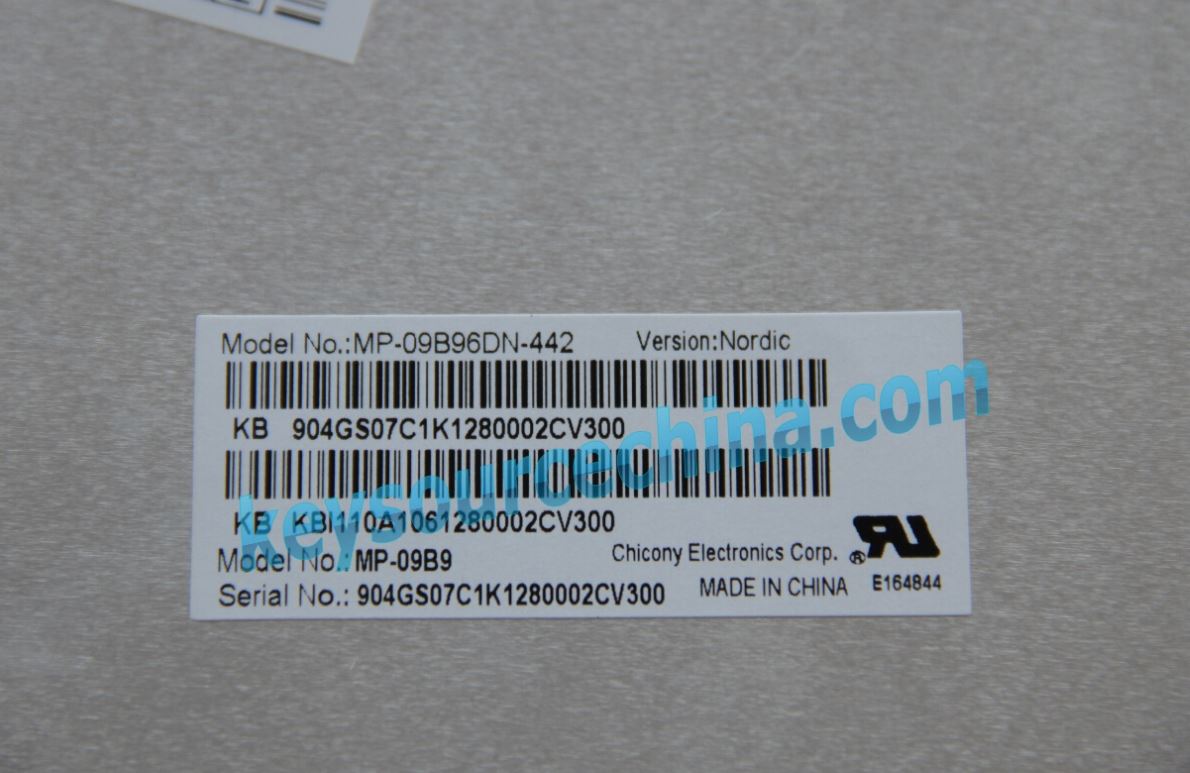 Model No.:MP-09B96DN-442 Version:Nordic
KB 904GS07C1K1280002CV300
keysourcechina.com
KB KBI110A1061280002CV300
Model No.: MP-09B9 Chicony Electronics Corp. ®
Serial No.: 904GS07C1K1280002CV300 MADE IN CHINA E164844